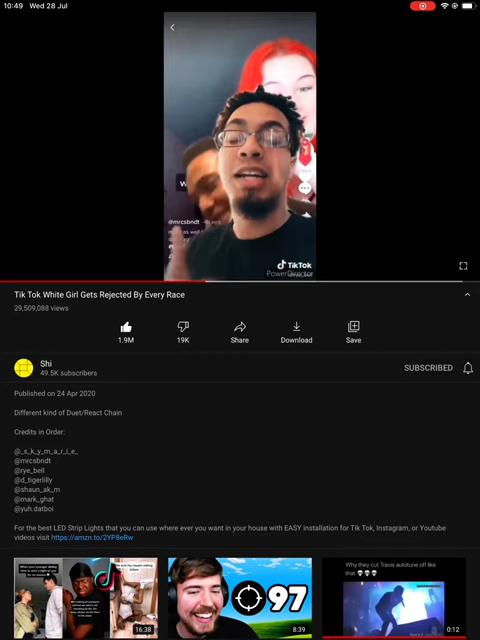 10:49 Wed 28 Jul
@mrcsbndt
TikTok
PowerDirector
Tik Tok White Girl Gets Rejected By Every Race
29,509,088 views
1.9M 19K Share Download Save
Shi
49.5K subscribers
SUBSCRIBED
Published on 24 Apr 2020
Different kind of Duet/React Chain
Credits in Order:
@_s_k_y_m_a_r_i_e_
@mrcsbndt
@rye_bell
@d_tigerlilly
@shaun_ak_m
@mark_ghat
@yuh.datboi
For the best LED Strip Lights that you can use where ever you want in your house with EASY installation for Tik Tok, Instagram, or Youtube
videos visit https://amzn.to/2YP8eRw
16:38
97
8:39
Why they cut Travis autotune off like
that
0:12